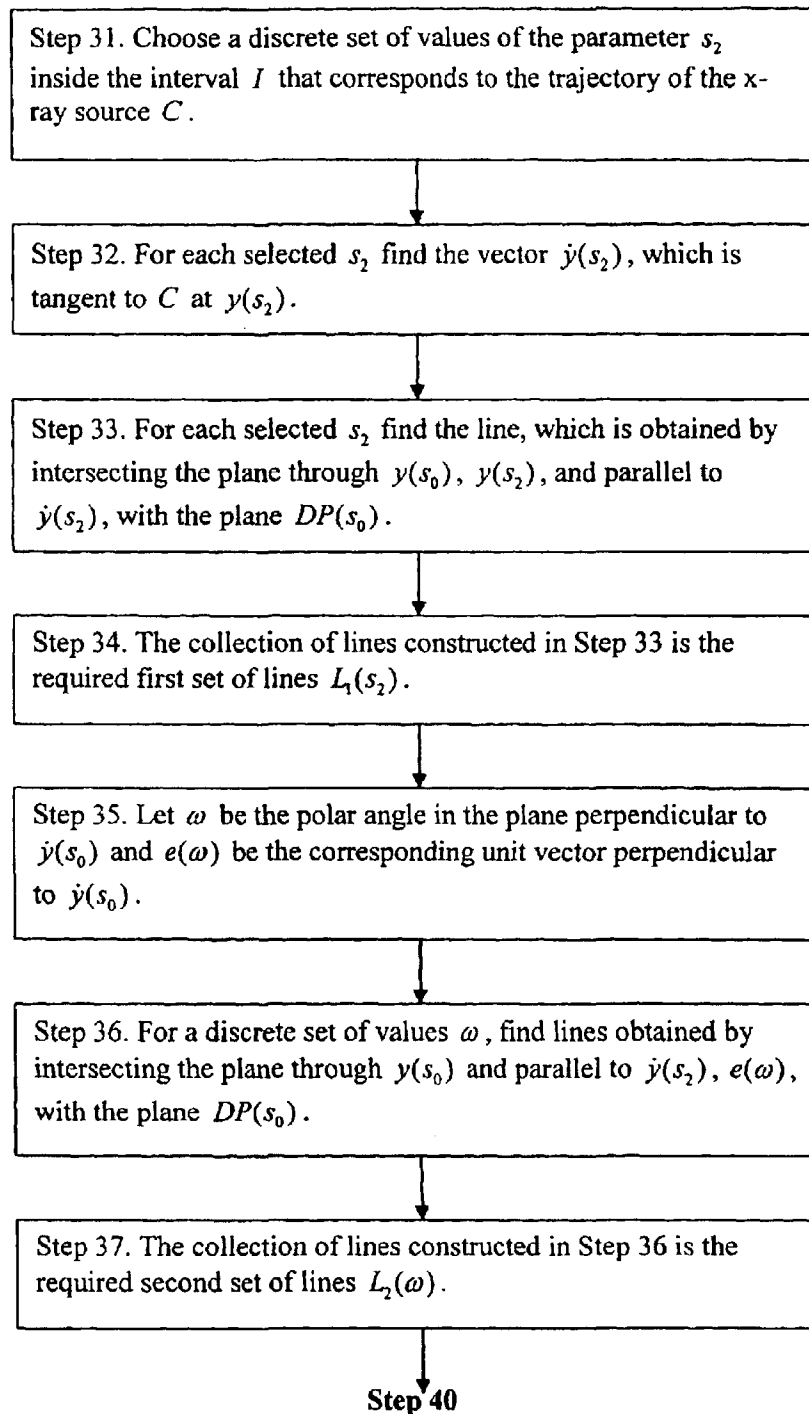 Step 31. Choose a discrete set of values of the parameter s₂
inside the interval I that corresponds to the trajectory of the x-
ray source C.
Step 32. For each selected s₂ find the vector ẏ(s₂), which is
tangent to C at y(s₂).
Step 33. For each selected s₂ find the line, which is obtained by
intersecting the plane through y(s₀), y(s₂), and parallel to
ẏ(s₂), with the plane DP(s₀).
Step 34. The collection of lines constructed in Step 33 is the
required first set of lines L₁(s₂).
Step 35. Let ω be the polar angle in the plane perpendicular to
ẏ(s₀) and e(ω) be the corresponding unit vector perpendicular
to ẏ(s₀).
Step 36. For a discrete set of values ω, find lines obtained by
intersecting the plane through y(s₀) and parallel to ẏ(s₂), e(ω),
with the plane DP(s₀).
Step 37. The collection of lines constructed in Step 36 is the
required second set of lines L₂(ω).
Step 40